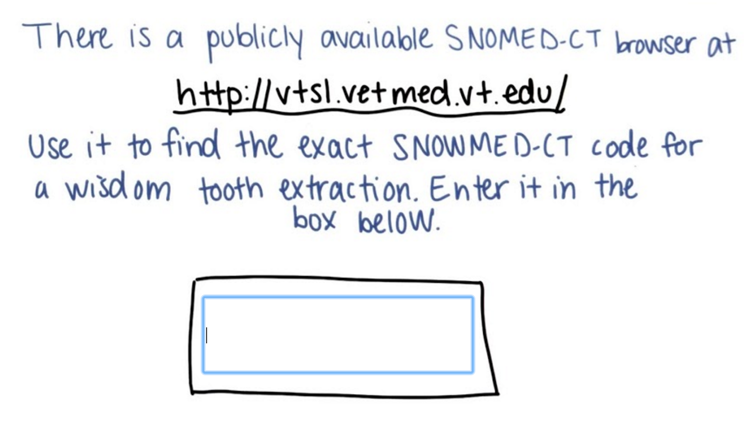 There is a publicly available SNOMED-CT browser at
http://vtsl.vetmed.vt.edu/
Use it to find the exact SNOWMED-CT code for
a wisdom tooth extraction. Enter it in the
box below.